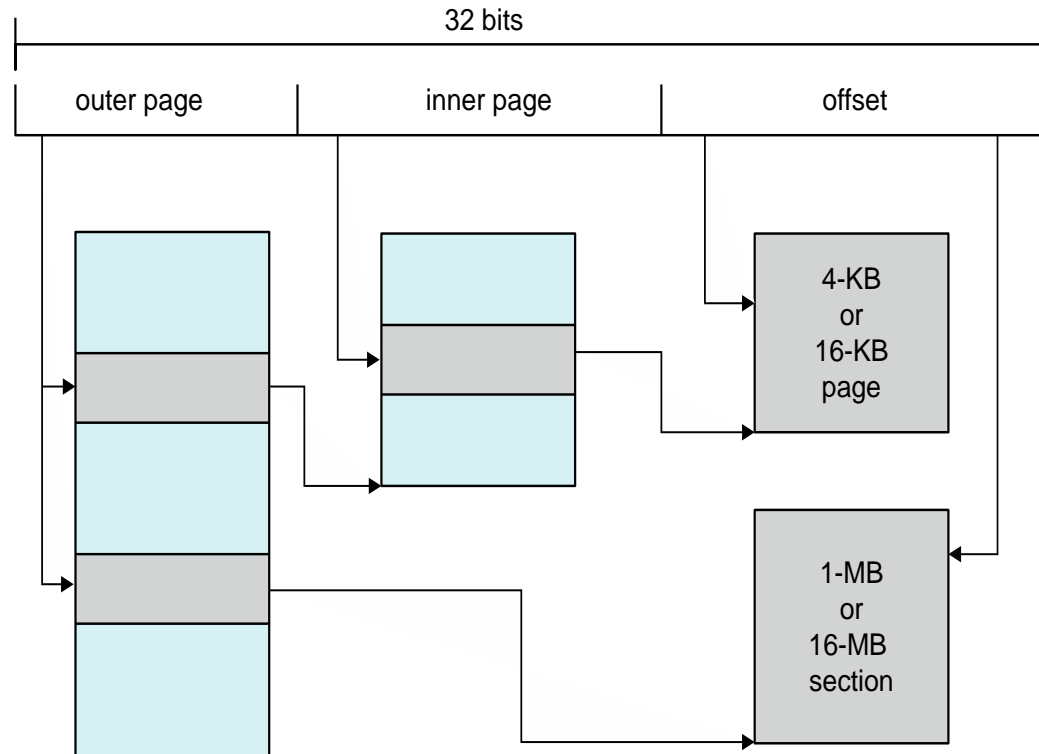 32 bits
outer page
inner page
offset
4-KB
or
16-KB
page
1-MB
or
16-MB
section